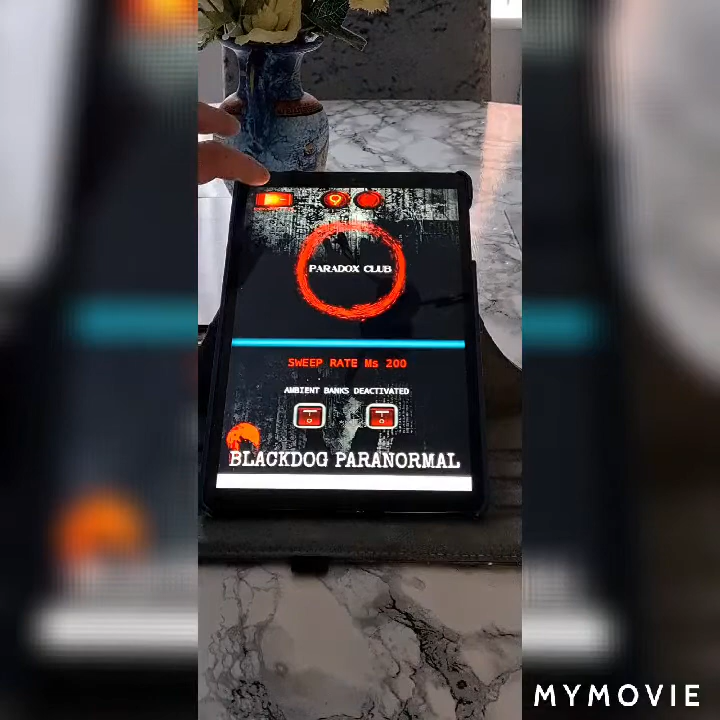 PARADOX CLUB
SWEEP RATE Ms 200
AMBIENT BANKS DEACTIVATED
BLACKDOG PARANORMAL
MYMOVIE